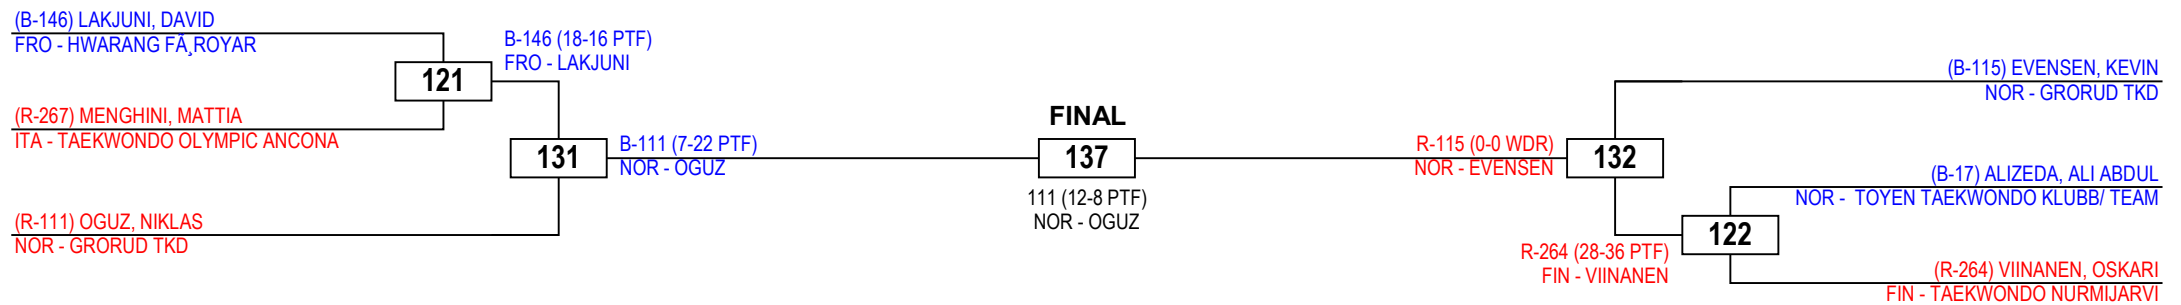 (B-146) LAKJUNI, DAVID
FRO - HWARANG FÃ¸ROYAR
B-146 (18-16 PTF)
FRO - LAKJUNI
121
(R-267) MENGHINI, MATTIA
ITA - TAEKWONDO OLYMPIC ANCONA
131
B-111 (7-22 PTF)
NOR - OGUZ
(R-111) OGUZ, NIKLAS
NOR - GRORUD TKD
FINAL
137
111 (12-8 PTF)
NOR - OGUZ
(B-115) EVENSEN, KEVIN
NOR - GRORUD TKD
R-115 (0-0 WDR)
NOR - EVENSEN
132
(B-17) ALIZEDA, ALI ABDUL
NOR - TOYEN TAEKWONDO KLUBB/ TEAM
122
R-264 (28-36 PTF)
FIN - VIINANEN
(R-264) VIINANEN, OSKARI
FIN - TAEKWONDO NURMIJARVI